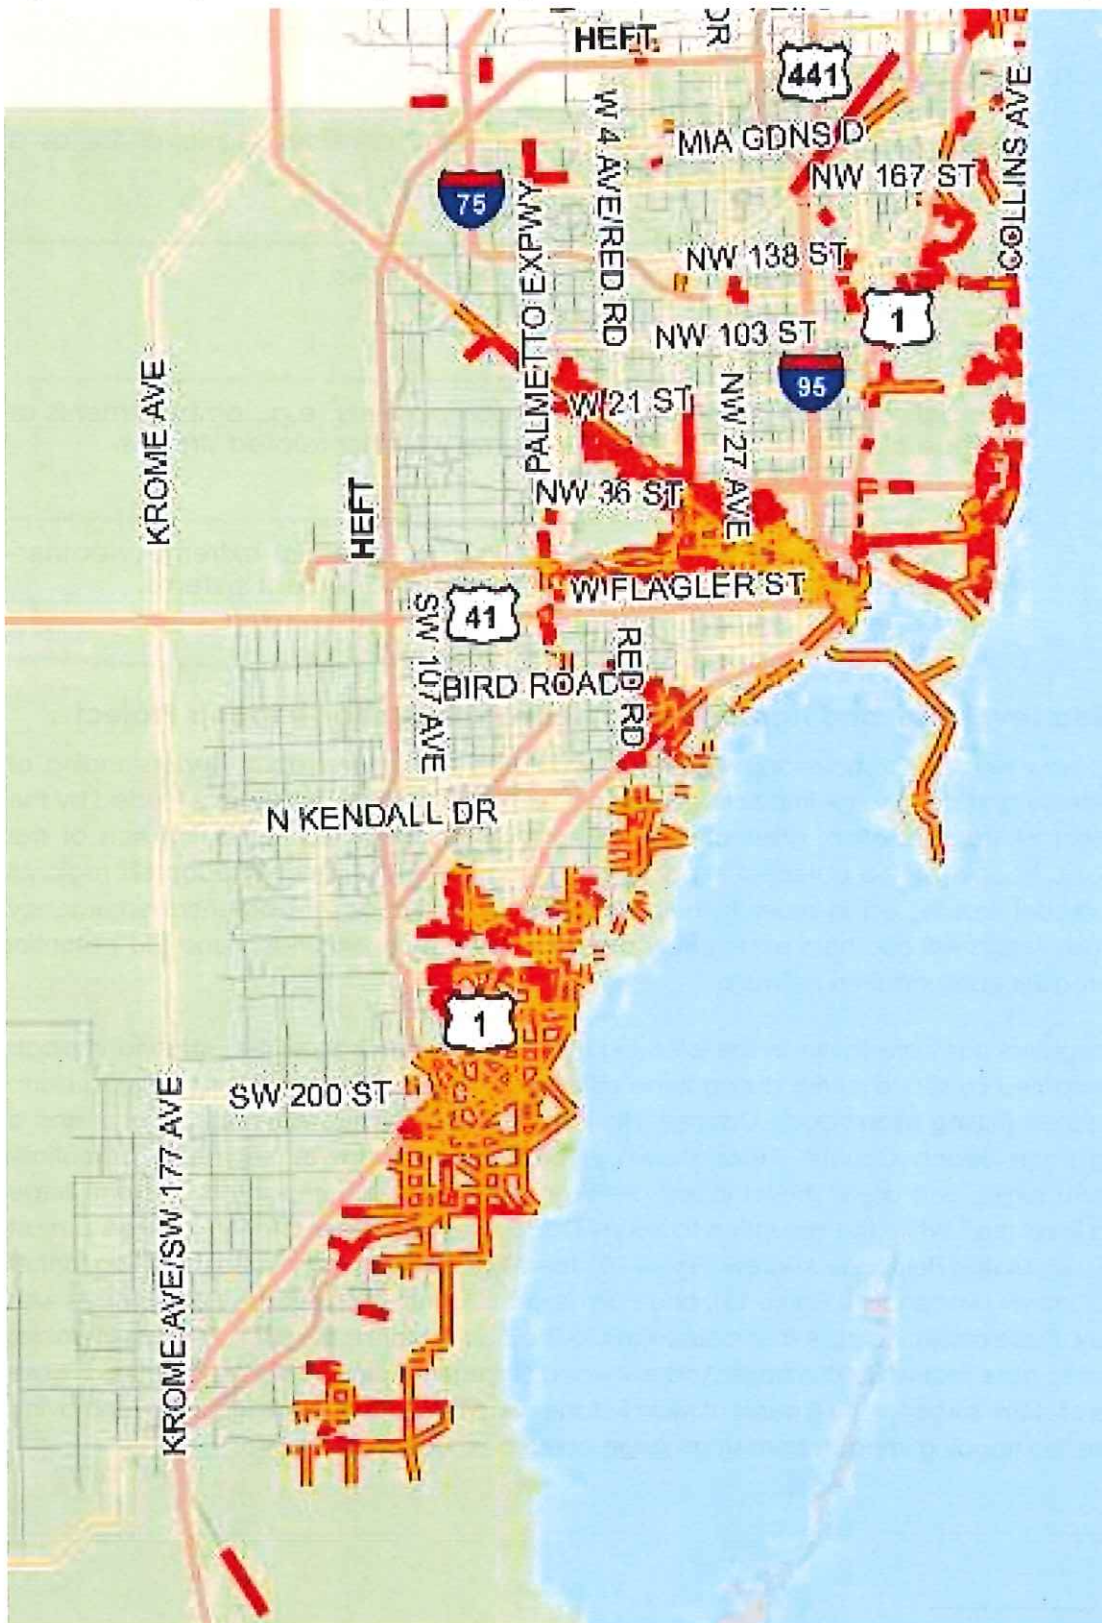 HEFT
DR
441
COLLINS AVE
W 4 AVE/RED RD
MIA GDNS D
NW 167 ST
75
PALMETTO EXPWY
NW 138 ST
1
NW 103 ST
95
KROME AVE
W 21 ST
NW 27 AVE
NW 36 ST
HEFT
W FLAGLER ST
41
SW 107 AVE
RED RD
BIRD ROAD
N KENDALL DR
1
SW 200 ST
KROME AVE/SW 177 AVE